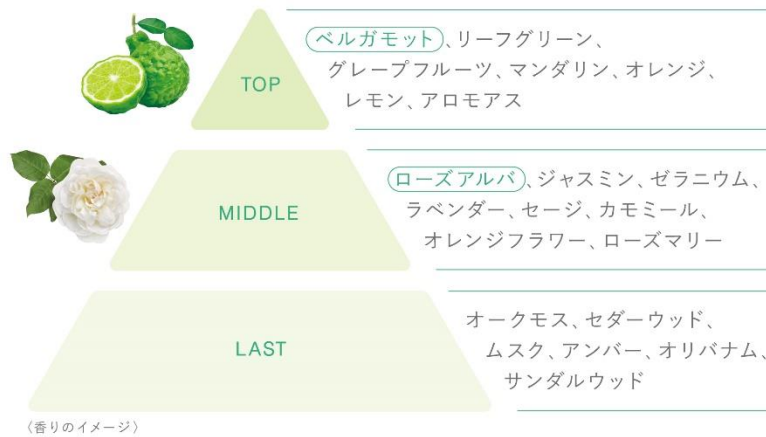 TOP
ベルガモット、リーフグリーン、
グレープフルーツ、マンダリン、オレンジ、
レモン、アロモアス
MIDDLE
ローズアルバ、ジャスミン、ゼラニウム、
ラベンダー、セージ、カモミール、
オレンジフラワー、ローズマリー
LAST
オークモス、セダーウッド、
ムスク、アンバー、オリバナム、
サンダルウッド
〈香りのイメージ〉